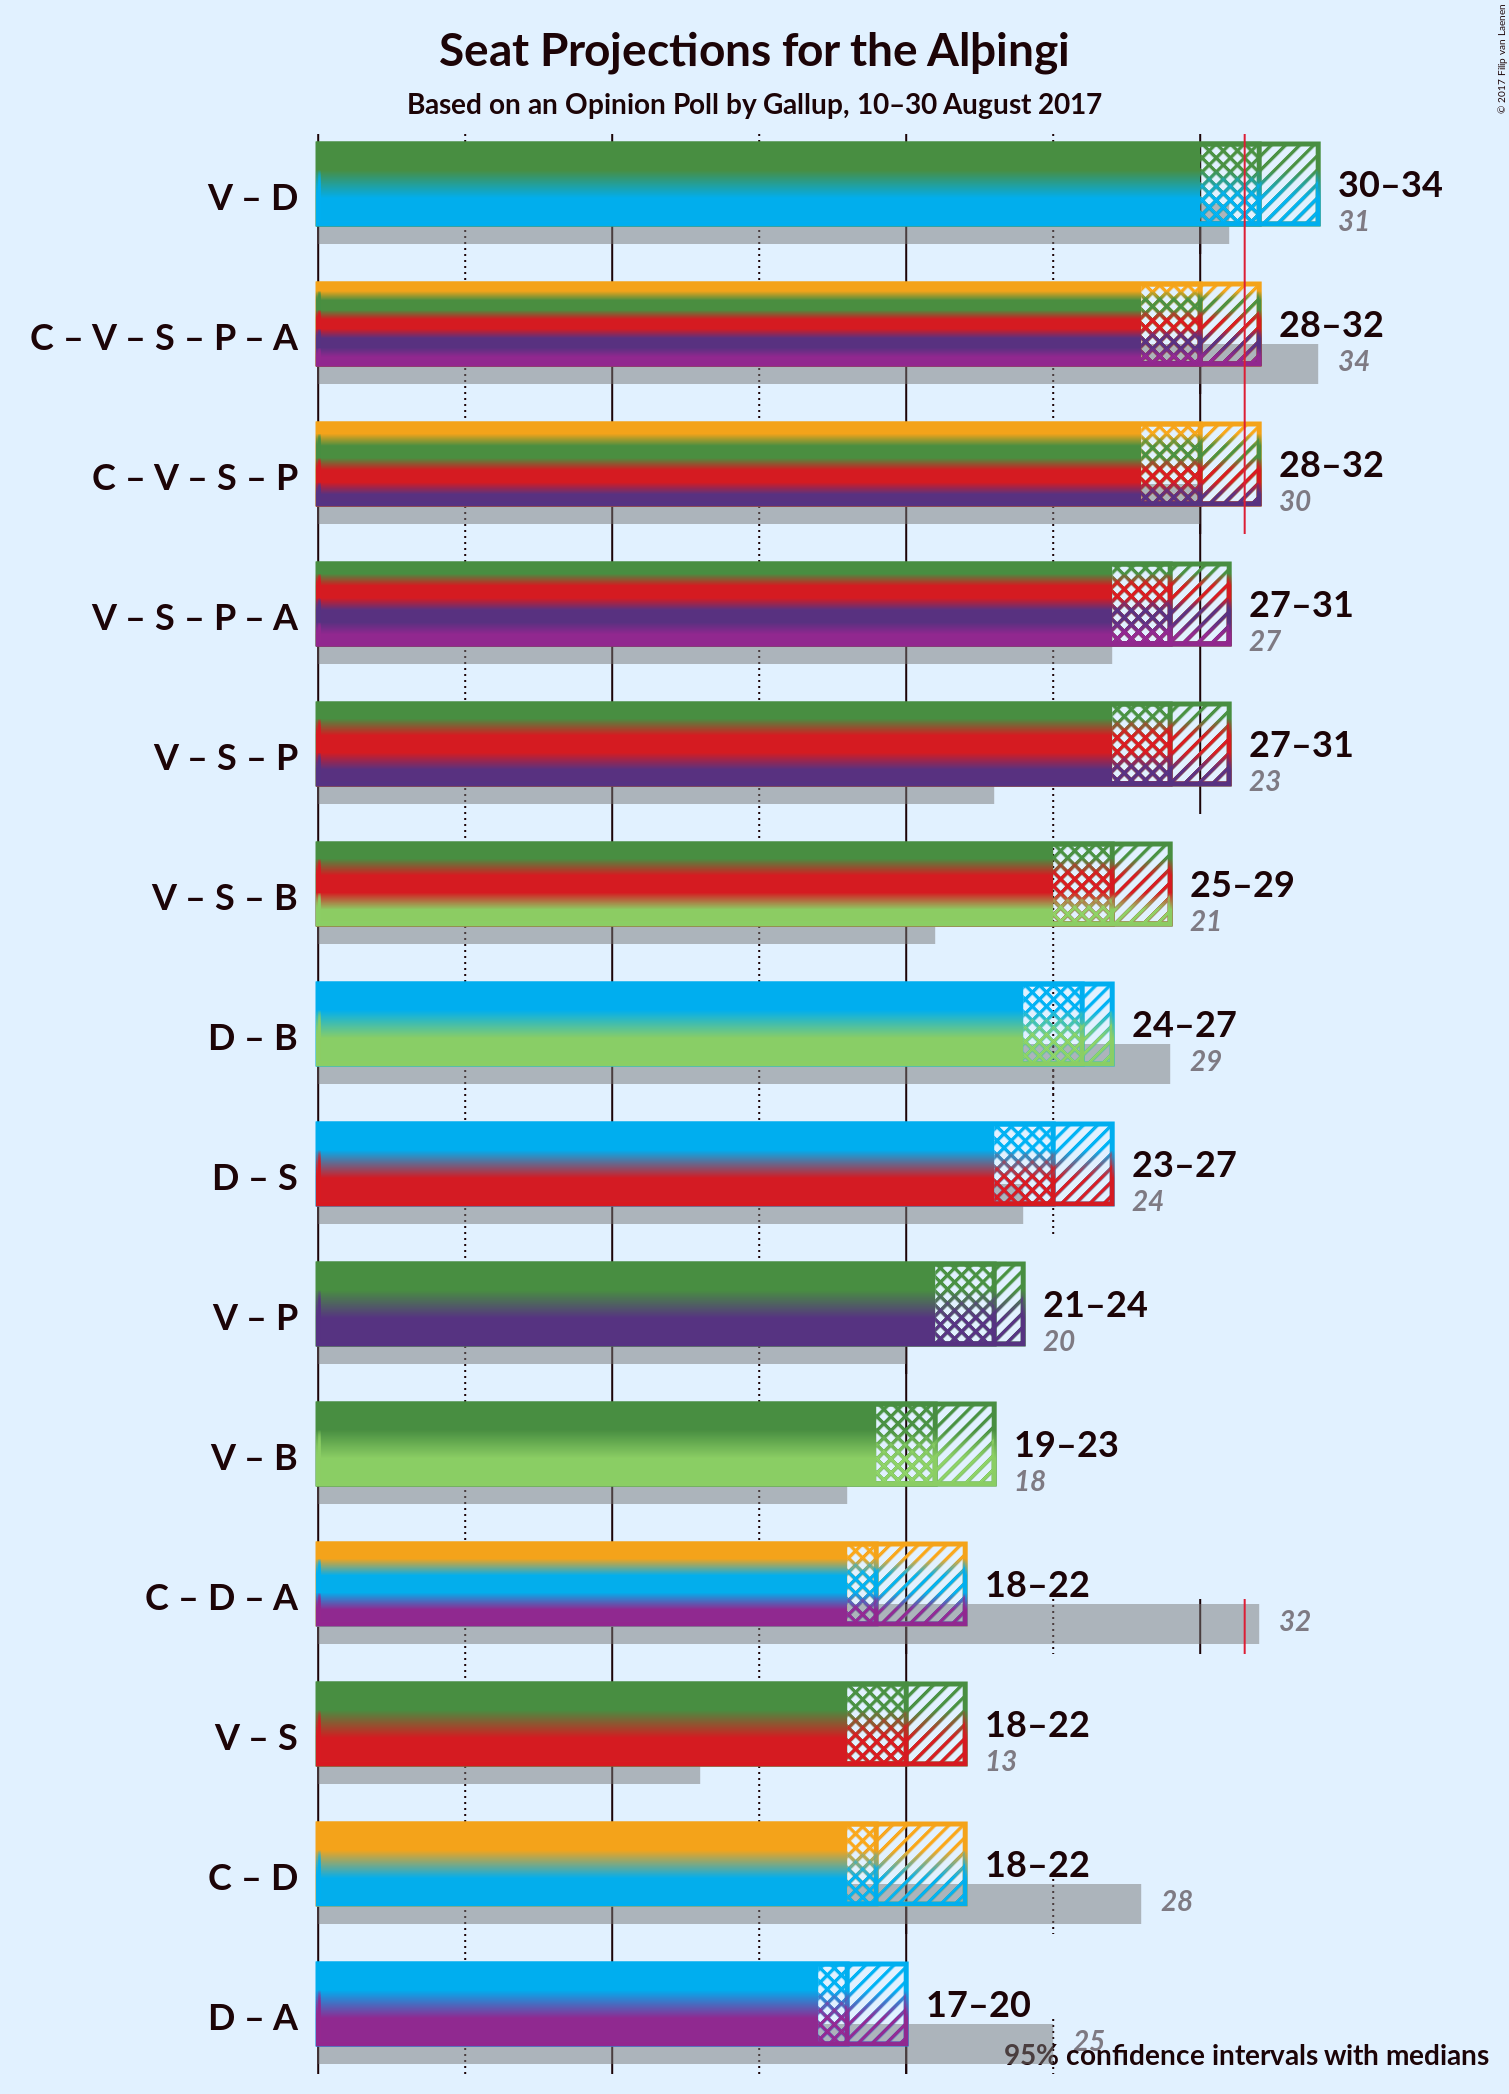 Seat Projections for the Alþingi
Based on an Opinion Poll by Gallup, 10–30 August 2017
© 2017 Filip van Laenen
V – D
30–34
31
C – V – S – P – A
28–32
34
C – V – S – P
28–32
30
V – S – P – A
27–31
27
V – S – P
27–31
23
V – S – B
25–29
21
D – B
24–27
29
D – S
23–27
24
V – P
21–24
20
V – B
19–23
18
C – D – A
18–22
32
V – S
18–22
13
C – D
18–22
28
D – A
17–20
25
95% confidence intervals with medians